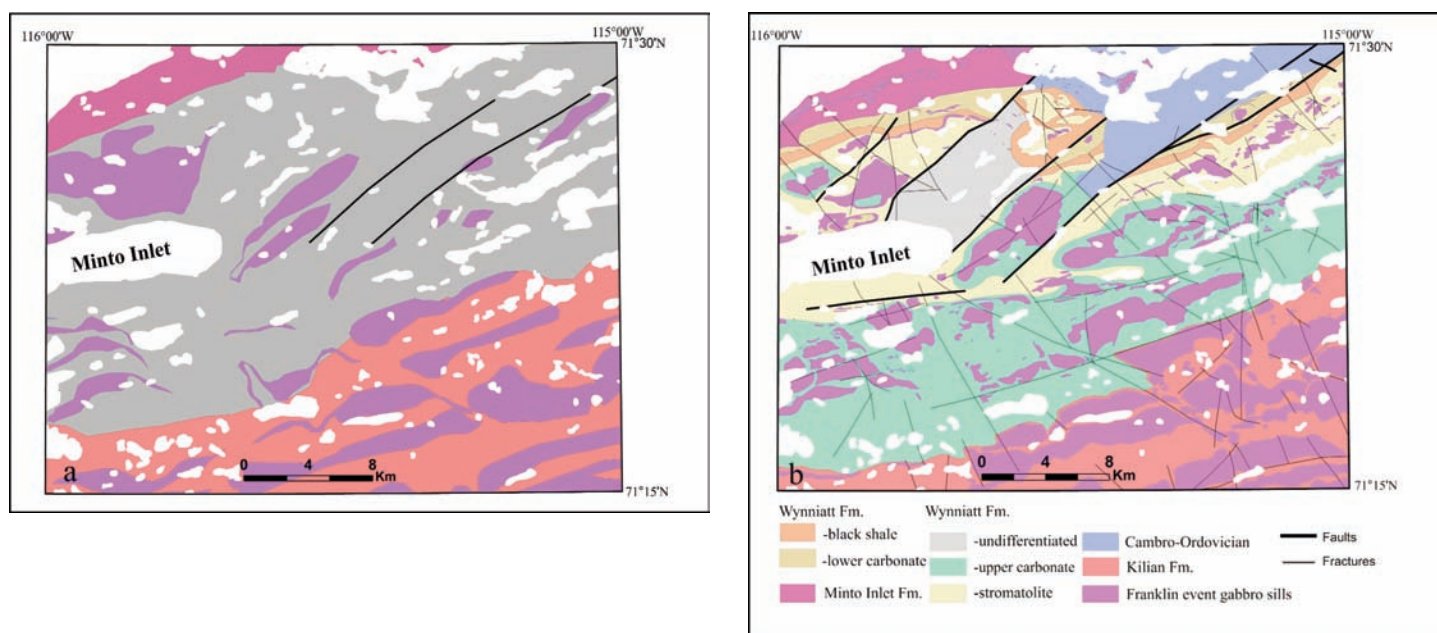 116°00'W
115°00'W
71°30'N
Minto Inlet
a
0 4 8
Km
71°15'N
116°00'W
115°00'W
71°30'N
Minto Inlet
b
0 4 8
Km
71°15'N
Wynniatt Fm.
-black shale
-lower carbonate
Minto Inlet Fm.
Wynniatt Fm.
-undifferentiated
-upper carbonate
-stromatolite
Cambro-Ordovician
Kilian Fm.
Franklin event gabbro sills
Faults
Fractures